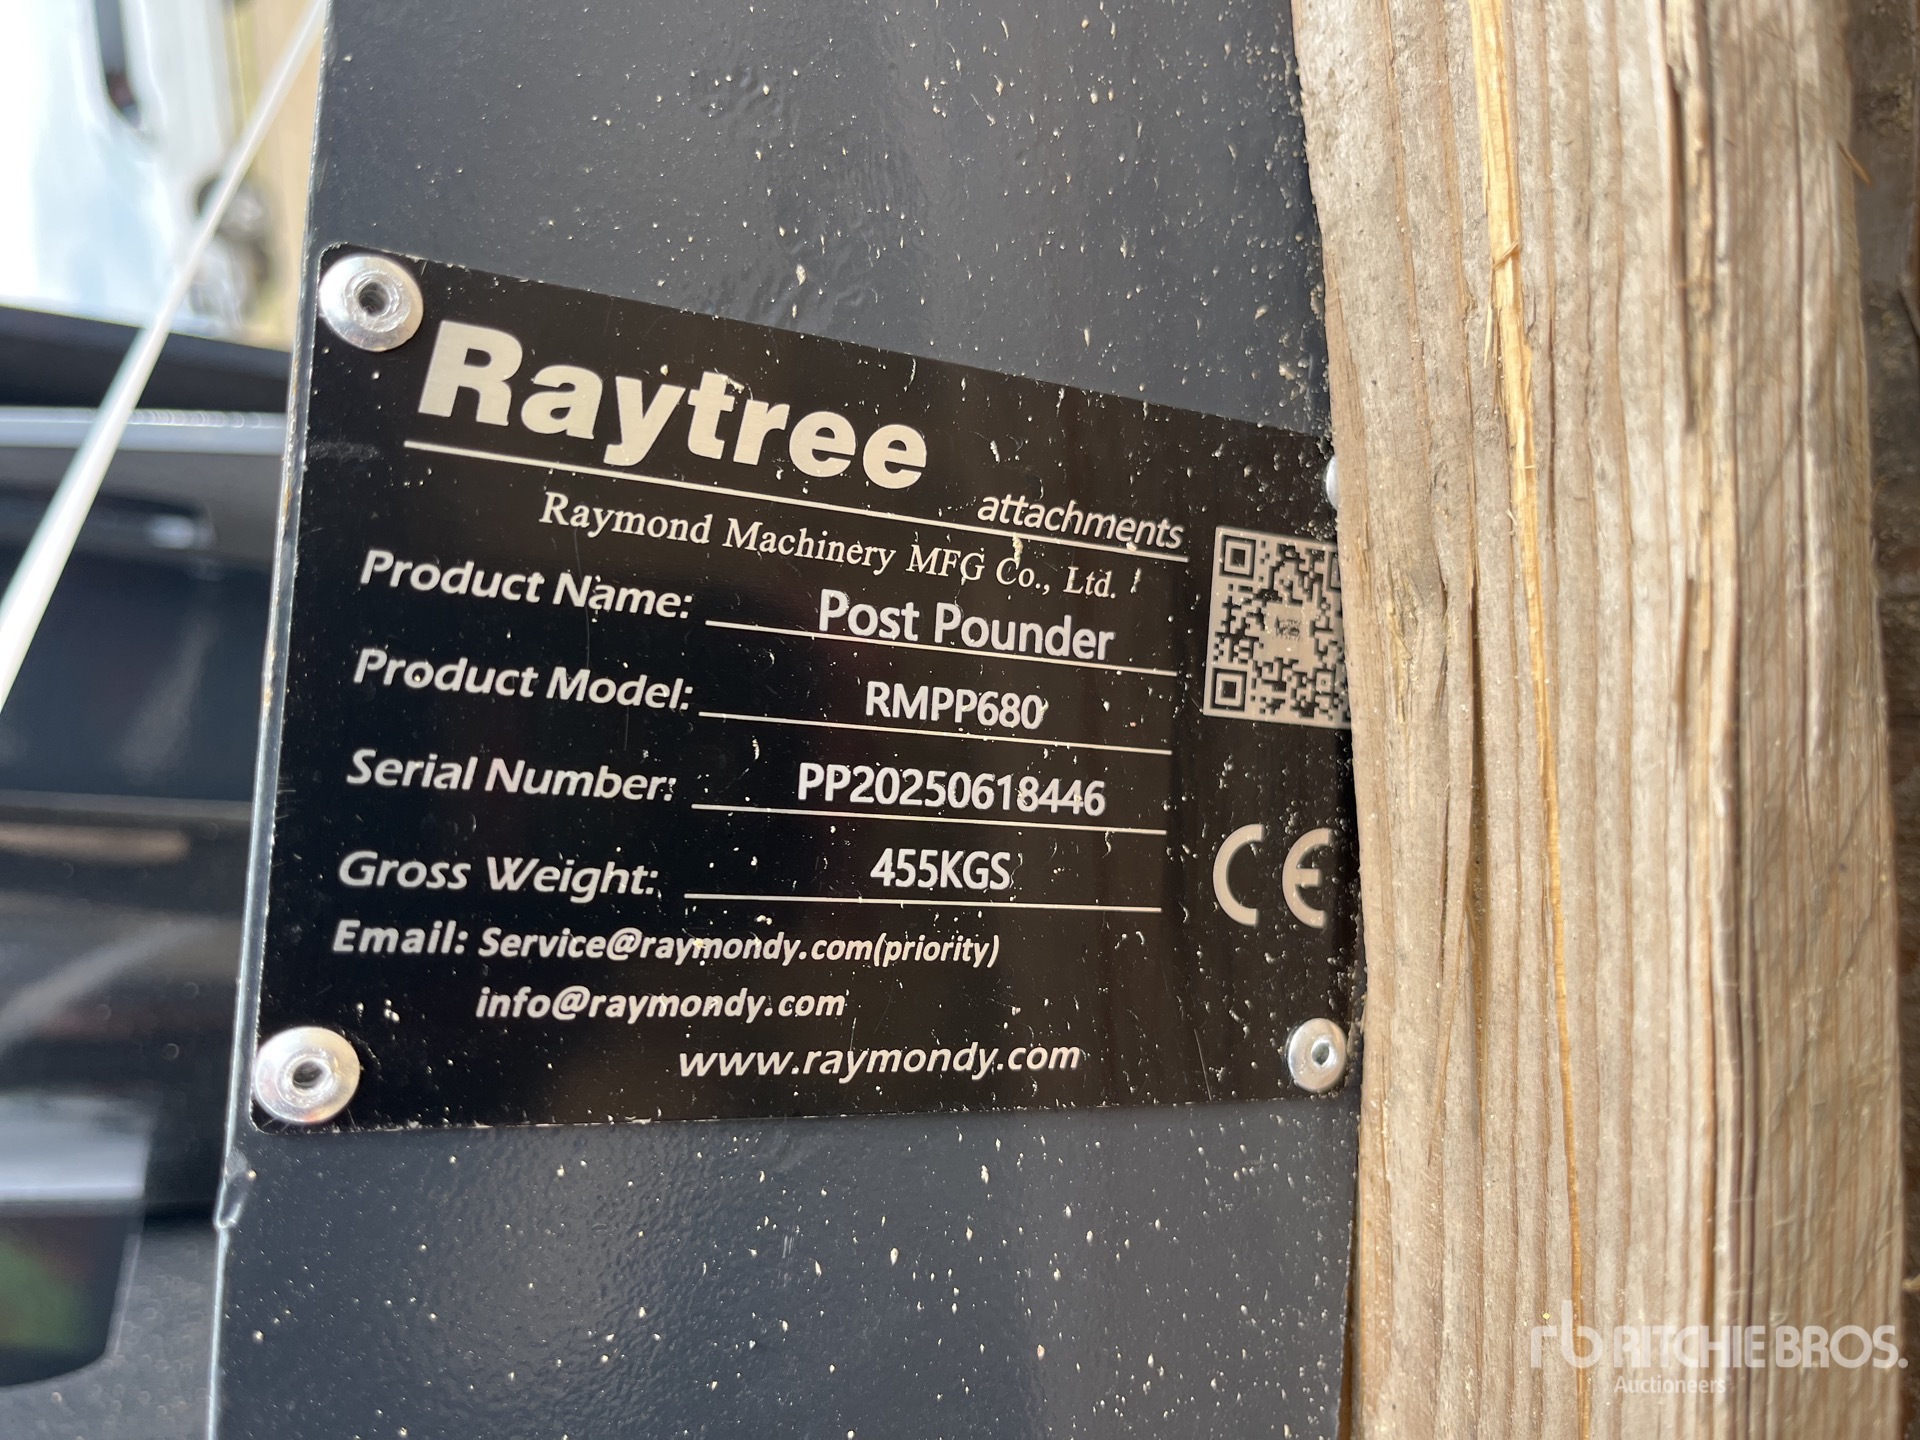 Raytree
attachments
Raymond Machinery MFG Co., Ltd.
Product Name: Post Pounder
Product Model: RMPP680
Serial Number: PP20250618446
Gross Weight: 455KGS
CE
Email: Service@raymondy.com(priority)
info@raymondy.com
www.raymondy.com
rb RITCHIE BROS.
Auctioneers